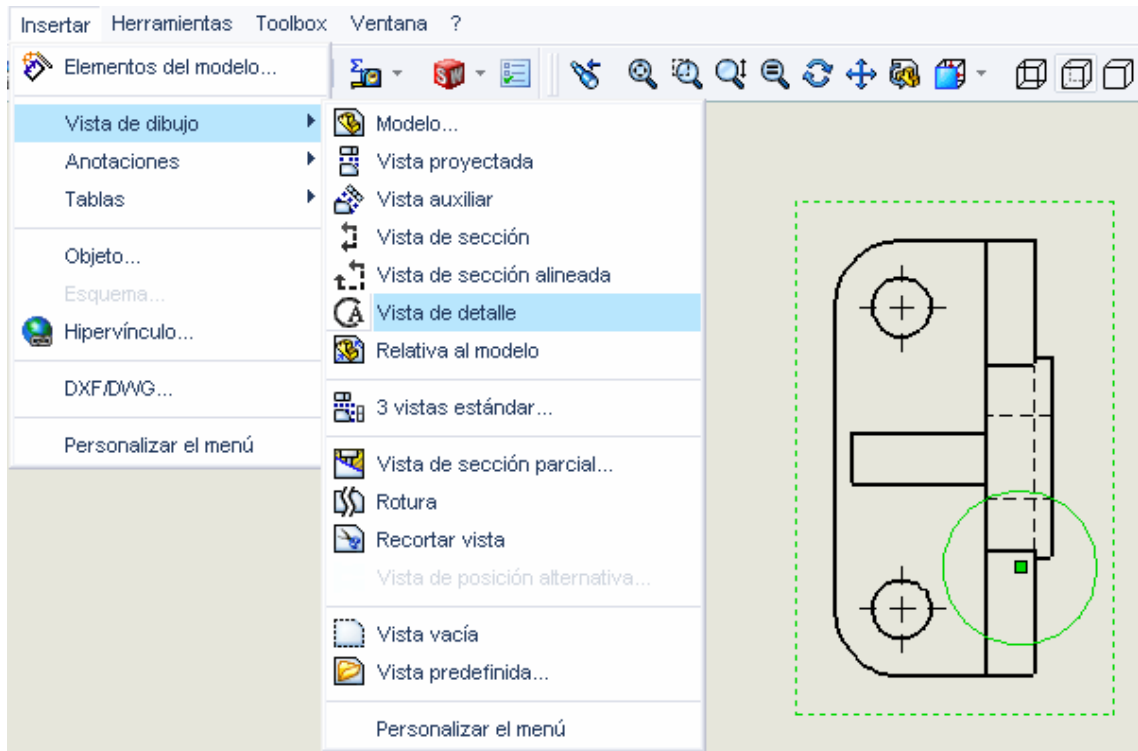 Insertar Herramientas Toolbox Ventana ?
Elementos del modelo...
Vista de dibujo
Anotaciones
Tablas
Objeto...
Esquema...
Hipervínculo...
DXF/DWG...
Personalizar el menú
Modelo...
Vista proyectada
Vista auxiliar
Vista de sección
Vista de sección alineada
Vista de detalle
Relativa al modelo
3 vistas estándar...
Vista de sección parcial...
Rotura
Recortar vista
Vista de posición alternativa...
Vista vacía
Vista predefinida...
Personalizar el menú